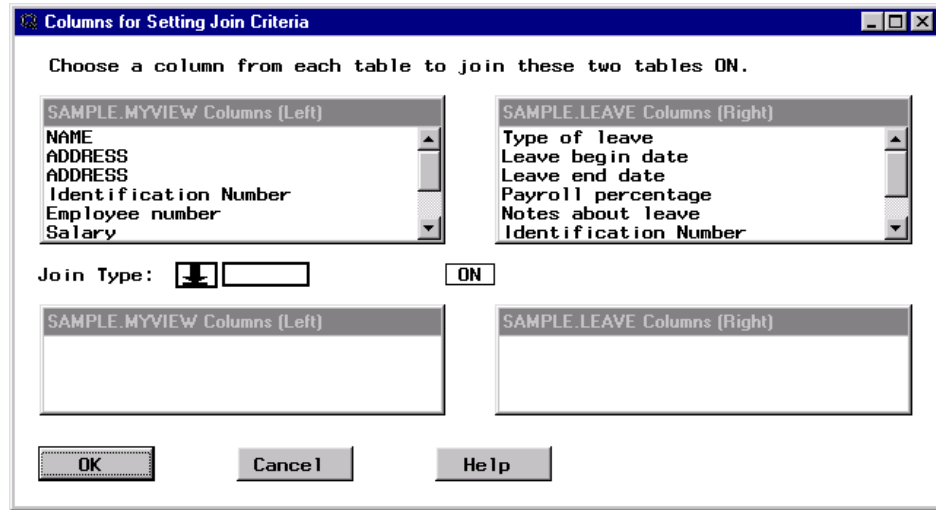 Columns for Setting Join Criteria
Choose a column from each table to join these two tables ON.
SAMPLE.MYVIEW Columns (Left)
NAME
ADDRESS
ADDRESS
Identification Number
Employee number
Salary
SAMPLE.LEAVE Columns (Right)
Type of leave
Leave begin date
Leave end date
Payroll percentage
Notes about leave
Identification Number
Join Type:
ON
SAMPLE.MYVIEW Columns (Left)
SAMPLE.LEAVE Columns (Right)
OK
Cancel
Help